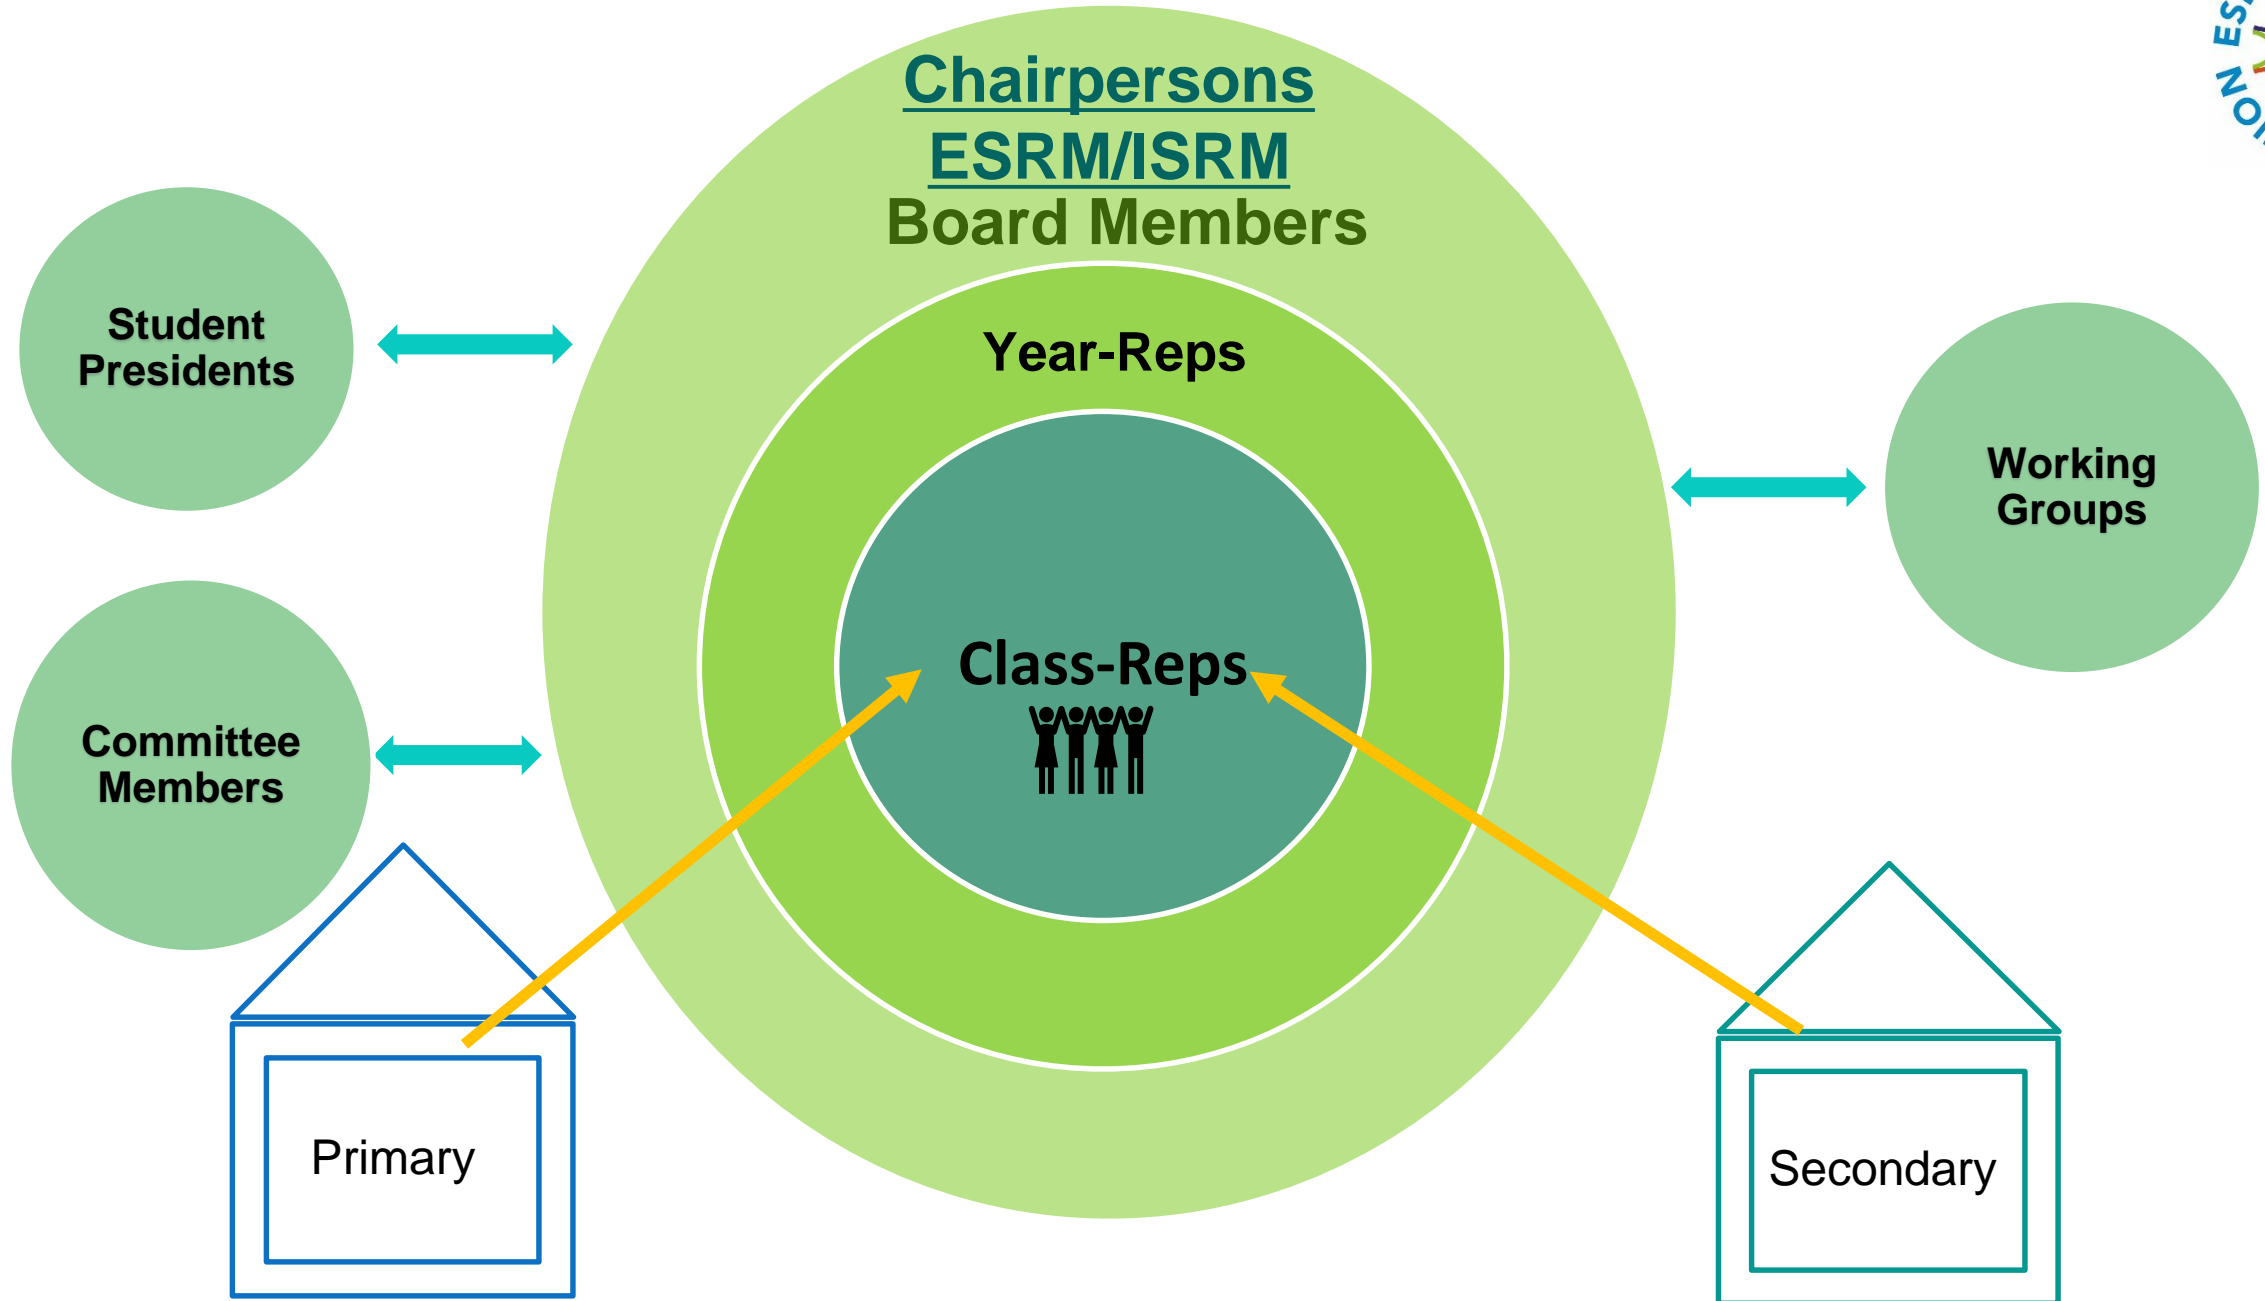 Chairpersons
ESRM/ISRM
Board Members
Student
Presidents
Year-Reps
Working
Groups
Class-Reps
Committee
Members
Primary
Secondary